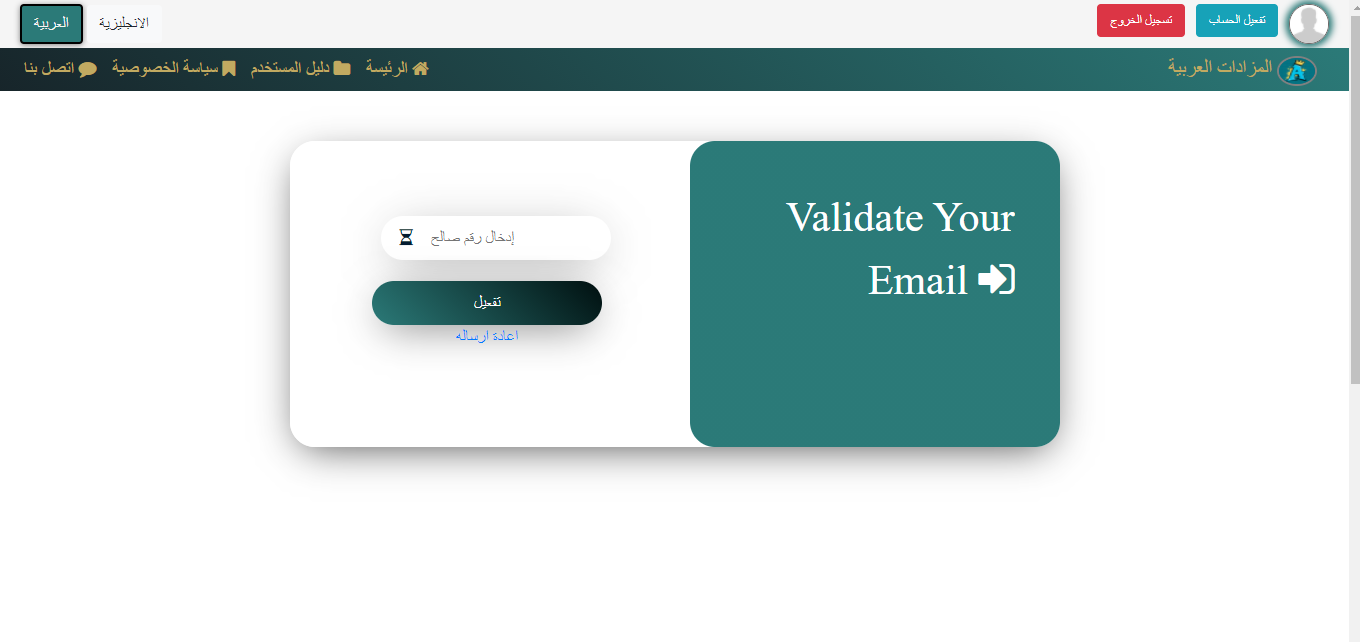 تفعيل الحساب
تسجيل الخروج
الانجليزية
العربية
المزادات العربية
الرئيسة
دليل المستخدم
سياسة الخصوصية
اتصل بنا
Validate Your
Email
إدخال رقم صالح
تفعيل
اعادة ارساله